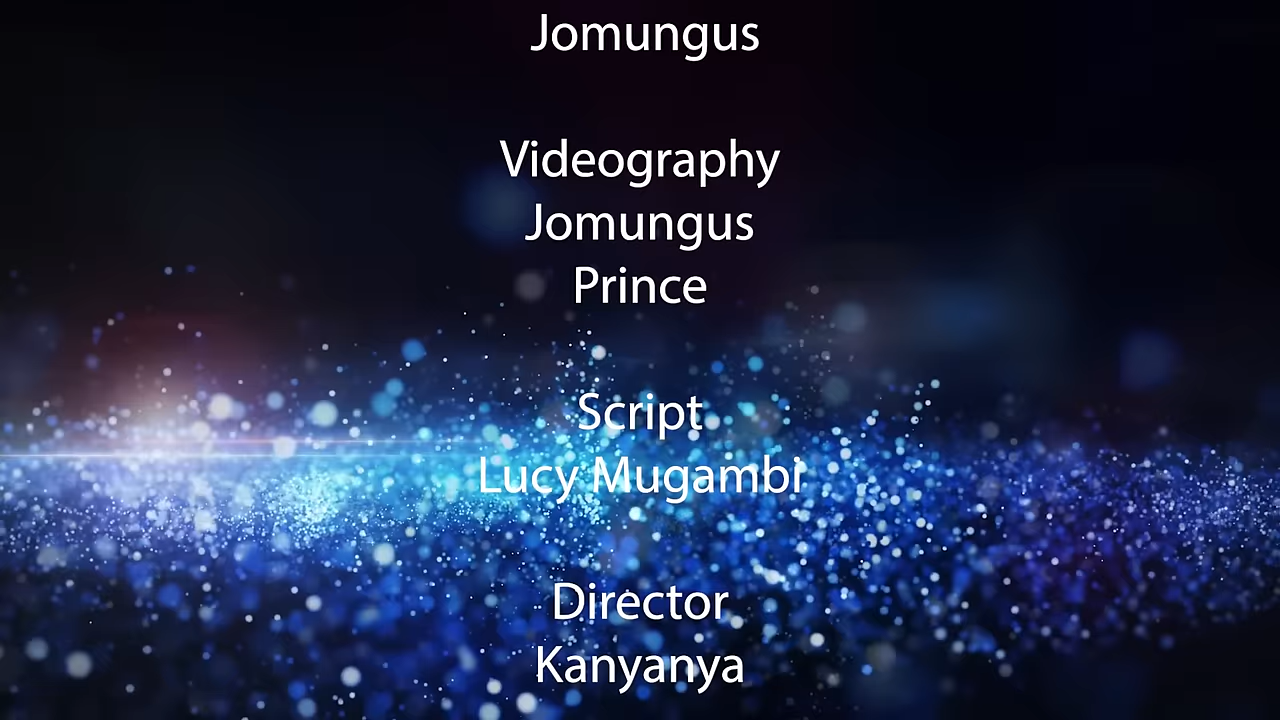 Jomungus
Videography
Jomungus
Prince
Script
Lucy Mugambi
Director
Kanyanya